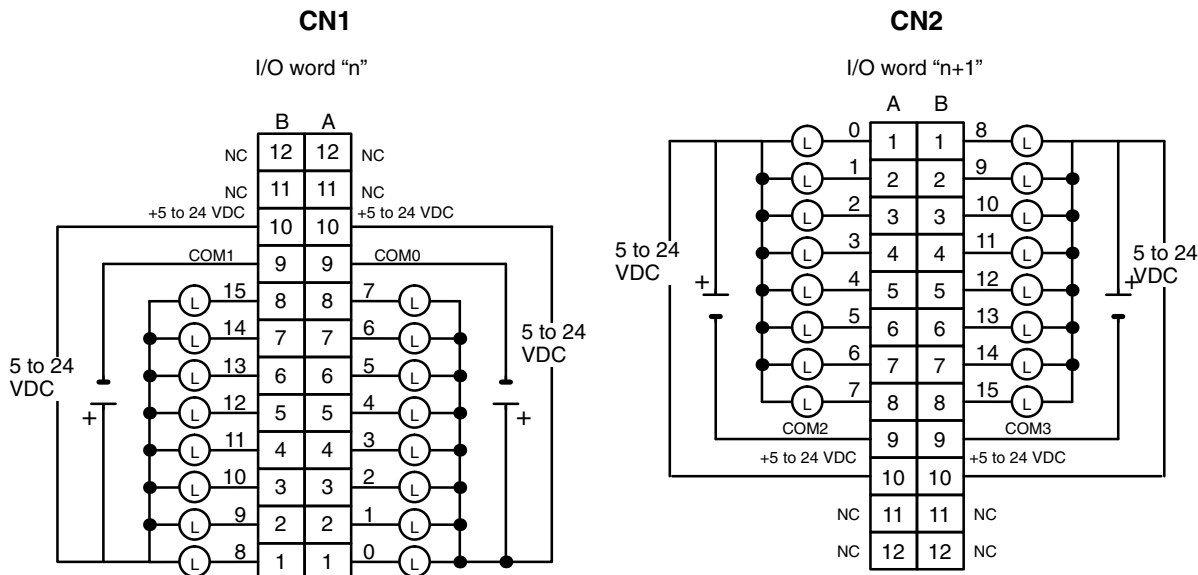 CN1
I/O word “n”
B A
NC 12 12 NC
NC 11 11 NC
+5 to 24 VDC 10 10 +5 to 24 VDC
COM1 9 9 COM0
L 15 8 8 7 L
L 14 7 7 6 L
L 13 6 6 5 L
L 12 5 5 4 L
L 11 4 4 3 L
L 10 3 3 2 L
L 9 2 2 1 L
L 8 1 1 0 L
5 to 24
VDC
+
5 to 24
VDC
+
CN2
I/O word “n+1”
A B
L 0 1 1 8 L
L 1 2 2 9 L
L 2 3 3 10 L
L 3 4 4 11 L
L 4 5 5 12 L
L 5 6 6 13 L
L 6 7 7 14 L
L 7 8 8 15 L
COM2 9 9 COM3
+5 to 24 VDC 10 10 +5 to 24 VDC
NC 11 11 NC
NC 12 12 NC
5 to 24
VDC
+
5 to 24
VDC
+